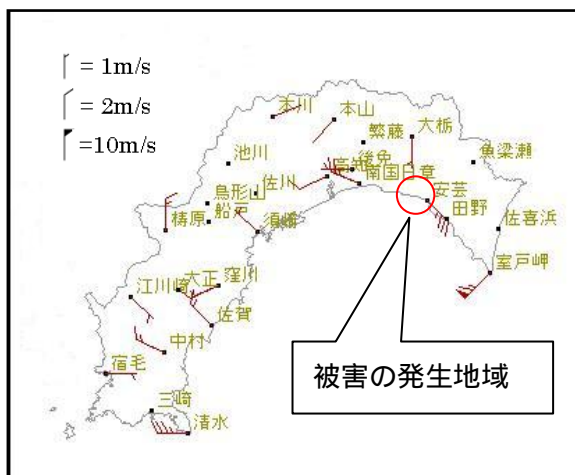 = 1m/s
= 2m/s
=10m/s
本川
本山
繁藤
大栃
後免
高知
池川
魚梁瀬
佐川
南国日章
安芸
鳥形山
船戸
田野
梼原
須崎
佐喜浜
室戸岬
江川崎
大正
窪川
佐賀
中村
宿毛
三崎
清水
被害の発生地域